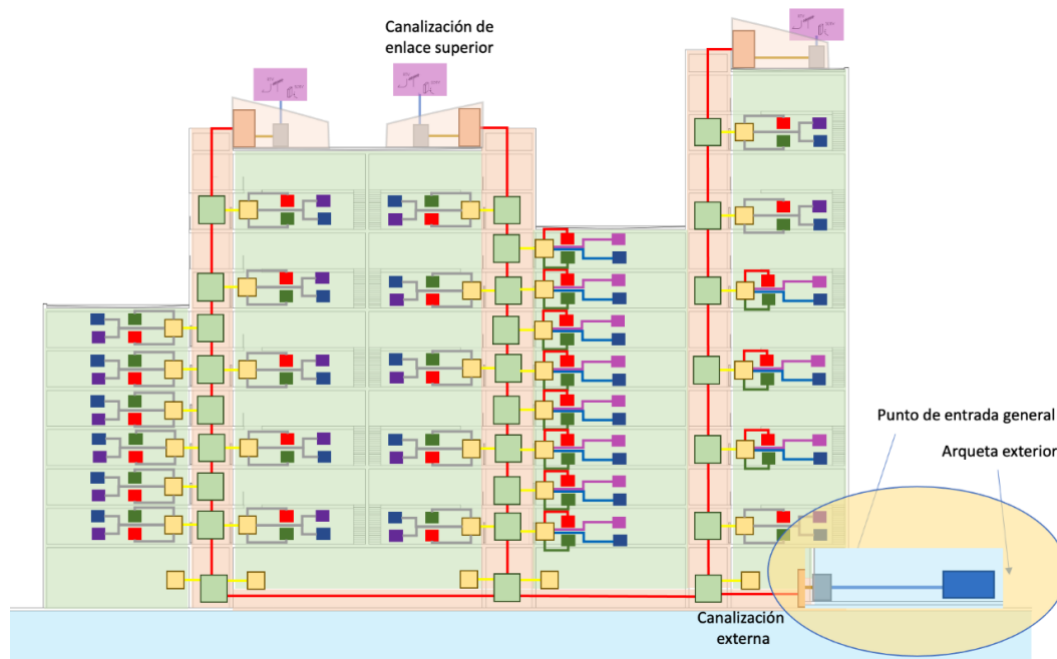 Canalización de
enlace superior
Punto de entrada general
Arqueta exterior
Canalización
externa